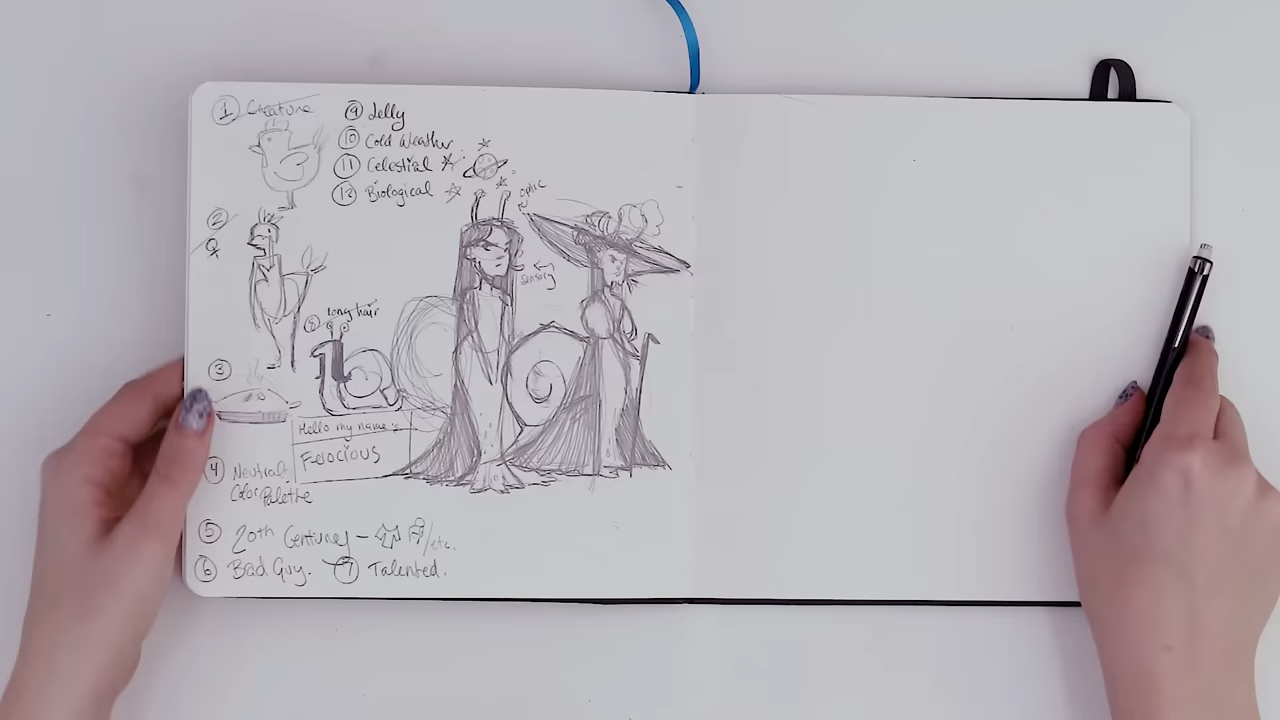 1 Creature
2
3
4 Neutral
Color Palette
5 20th Century – /etc.
6 Bad Guy. 7 Talented.
8 long hair
Hello my name's
Ferocious
9 Jelly
10 Cold Weather
11 Celestial
12 Biological
optic
sensory